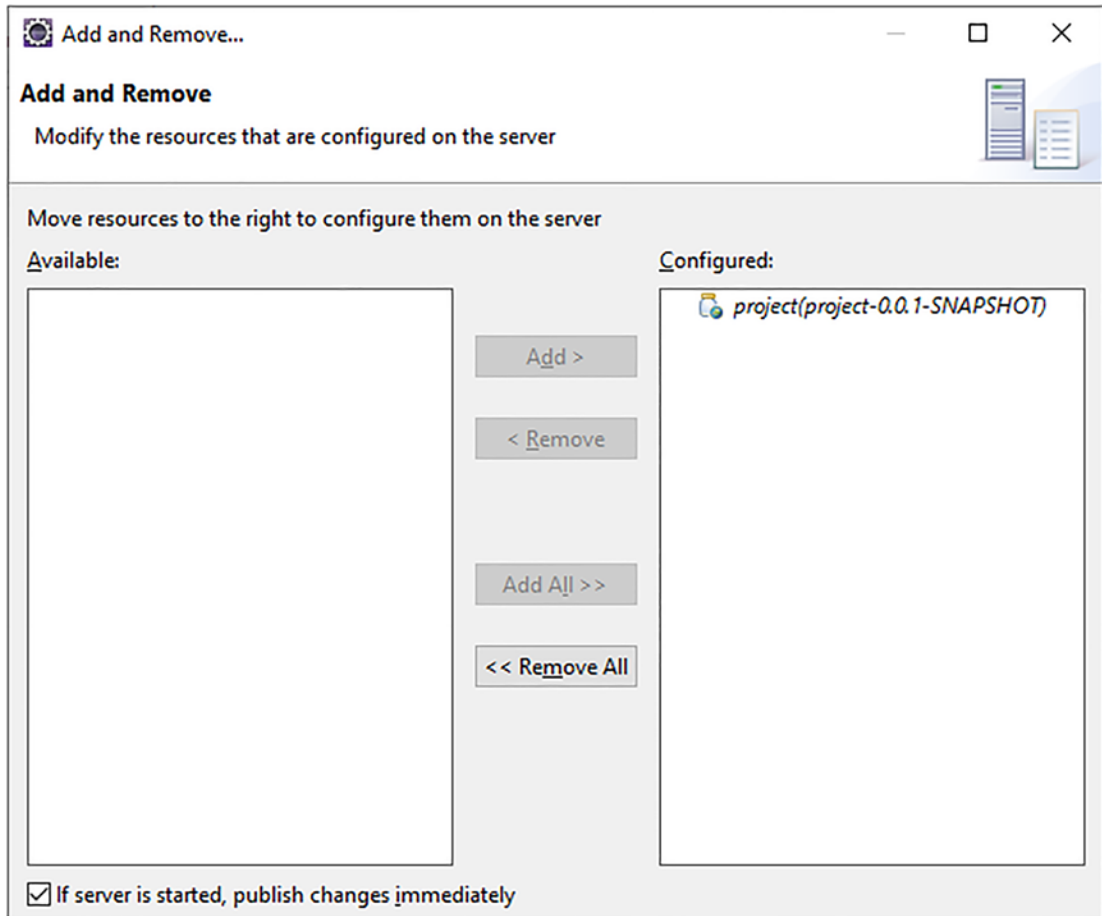 Add and Remove...
Add and Remove
Modify the resources that are configured on the server
Move resources to the right to configure them on the server
Available:
Configured:
project(project-0.0.1-SNAPSHOT)
Add >
< Remove
Add All >>
<< Remove All
If server is started, publish changes immediately